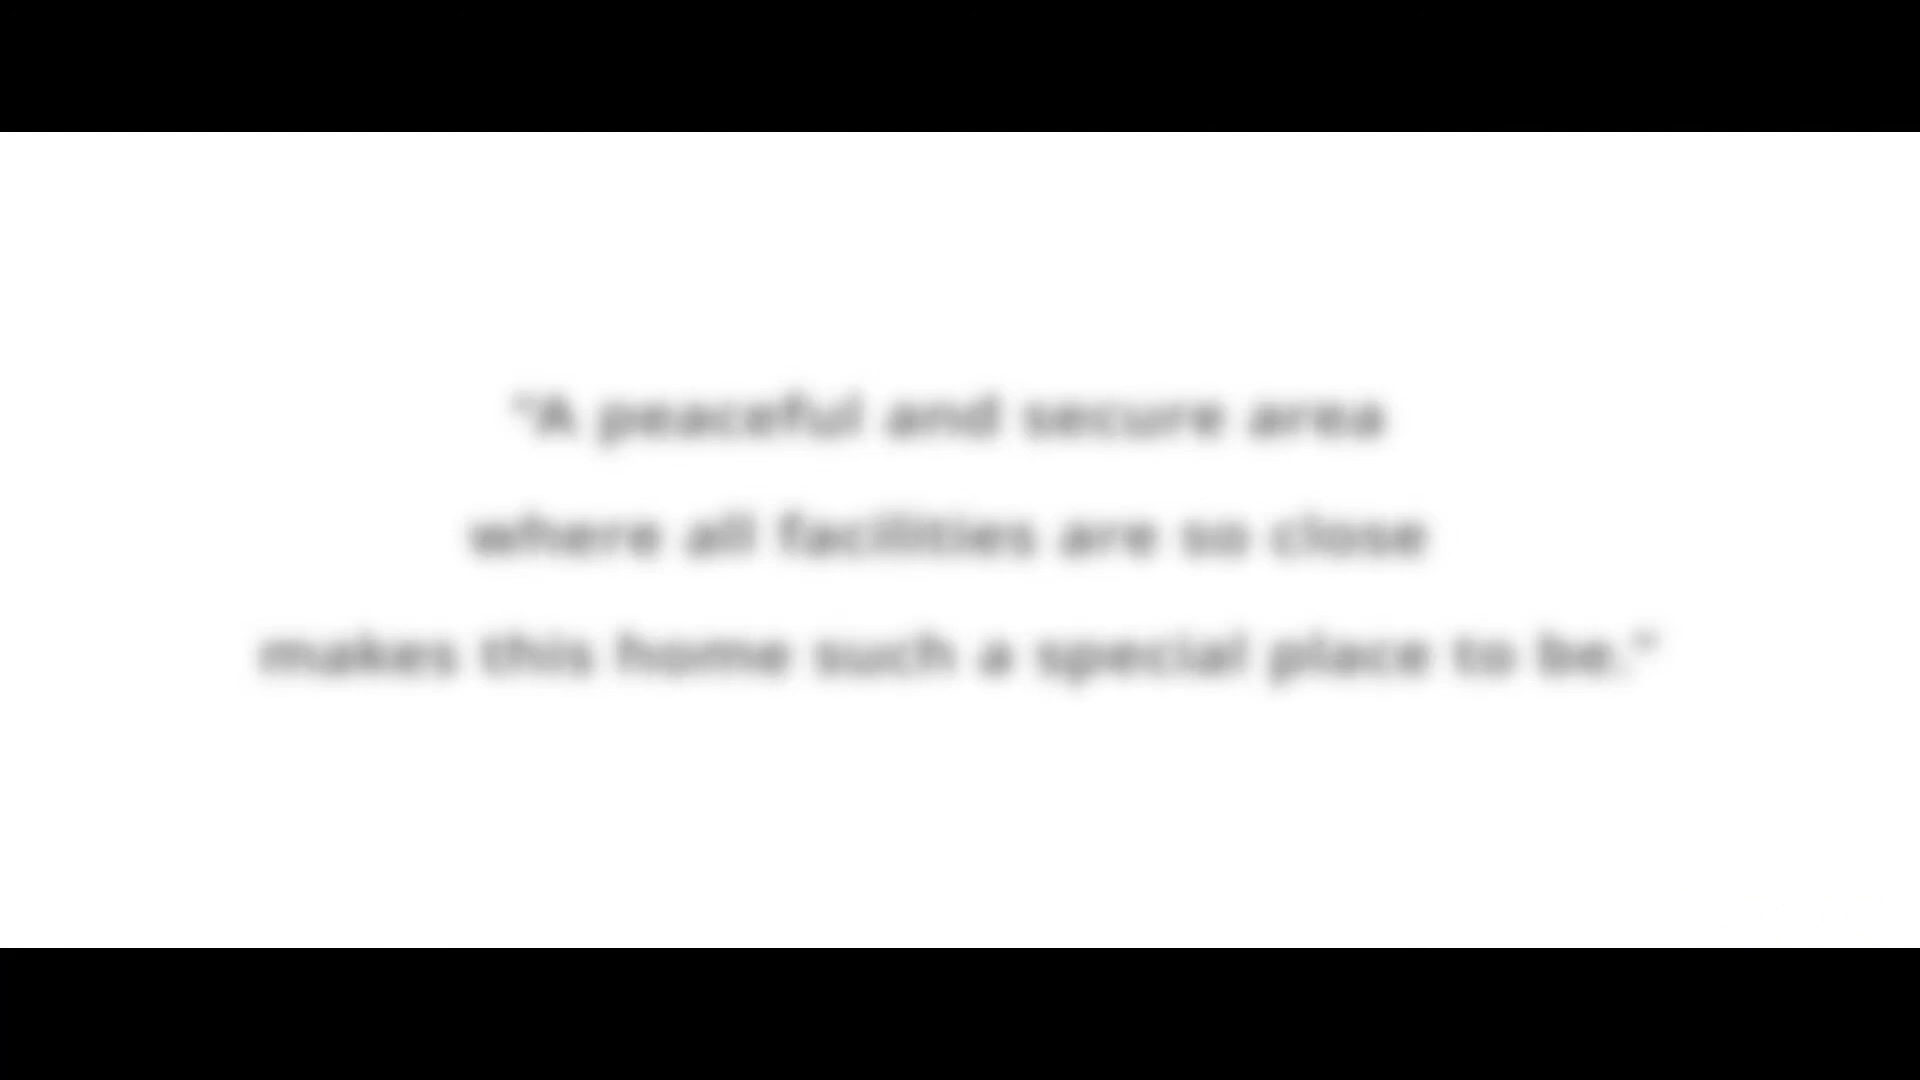 "A peaceful and secure area
where all facilities are so close
makes this home such a special place to be."